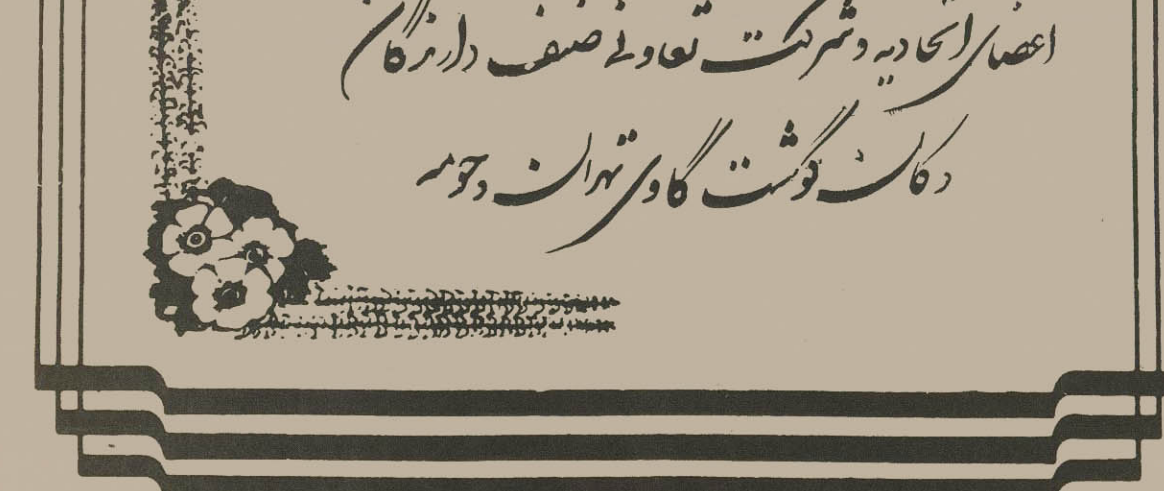 اعضای اتحادیه و شرکت تعاونی صنف دارندگان
دکان گوشت گاوی تهران و حومه